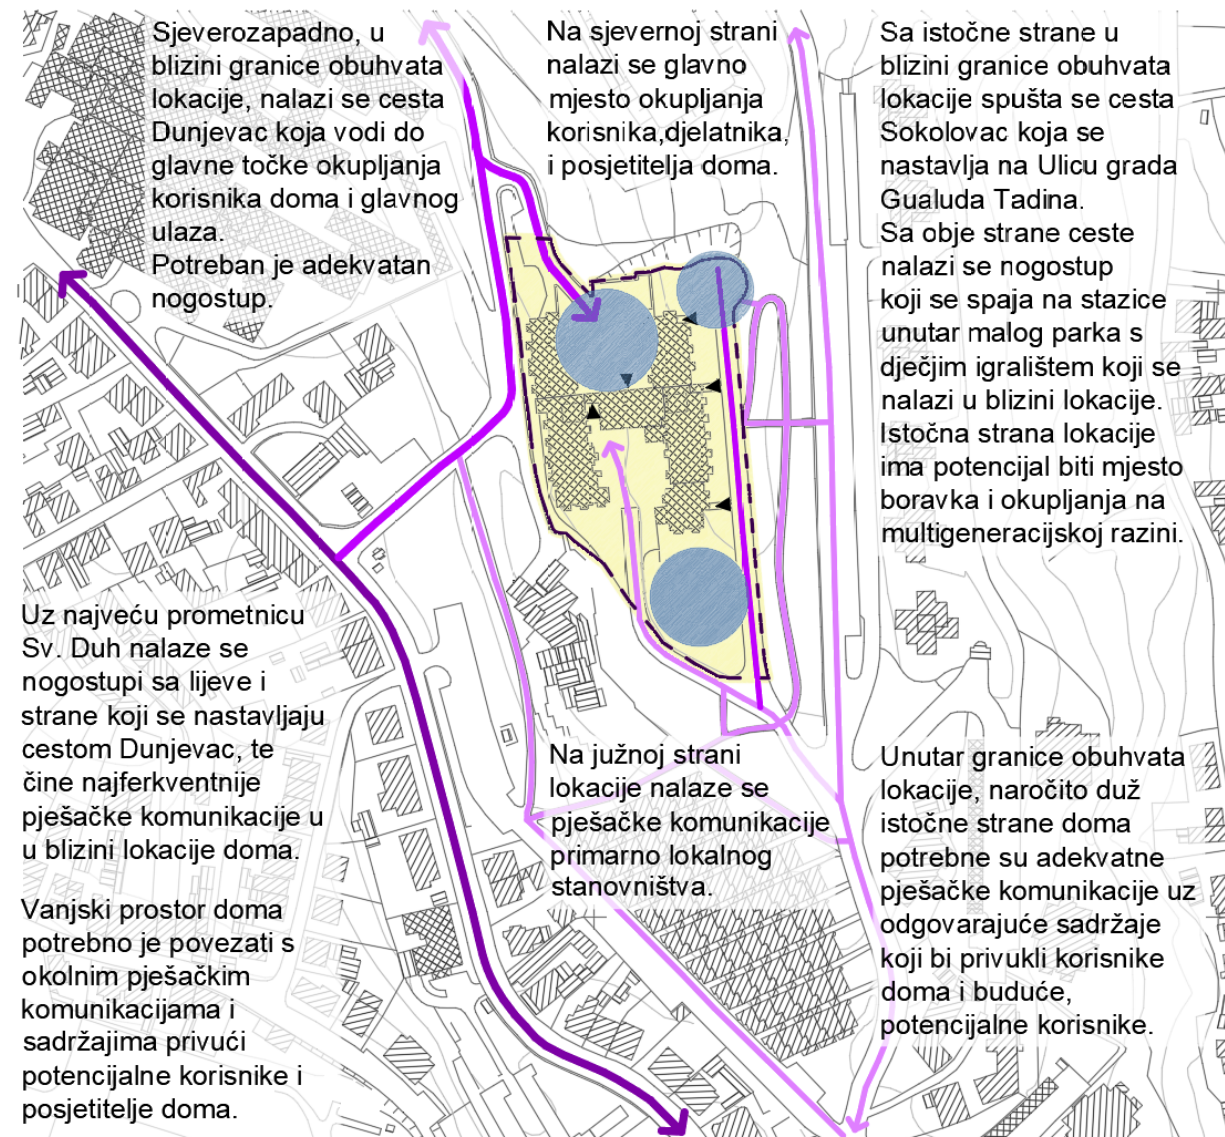 Sjeverozapadno, u
blizini granice obuhvata
lokacije, nalazi se cesta
Dunjevac koja vodi do
glavne točke okupljanja
korisnika doma i glavnog
ulaza.
Potreban je adekvatan
nogostup.
Na sjevernoj strani
nalazi se glavno
mjesto okupljanja
korisnika,djelatnika,
i posjetitelja doma.
Sa istočne strane u
blizini granice obuhvata
lokacije spušta se cesta
Sokolovac koja se
nastavlja na Ulicu grada
Gualuda Tadina.
Sa obje strane ceste
nalazi se nogostup
koji se spaja na stazice
unutar malog parka s
dječjim igralištem koji se
nalazi u blizini lokacije.
Istočna strana lokacije
ima potencijal biti mjesto
boravka i okupljanja na
multigeneracijskoj razini.
Uz najveću prometnicu
Sv. Duh nalaze se
nogostupi sa lijeve i
strane koji se nastavljaju
cestom Dunjevac, te
čine najferkventnije
pješačke komunikacije u
u blizini lokacije doma.
Vanjski prostor doma
potrebno je povezati s
okolnim pješačkim
komunikacijama i
sadržajima privući
potencijalne korisnike i
posjetitelje doma.
Na južnoj strani
lokacije nalaze se
pješačke komunikacije
primarno lokalnog
stanovništva.
Unutar granice obuhvata
lokacije, naročito duž
istočne strane doma
potrebne su adekvatne
pješačke komunikacije uz
odgovarajuće sadržaje
koji bi privukli korisnike
doma i buduće,
potencijalne korisnike.